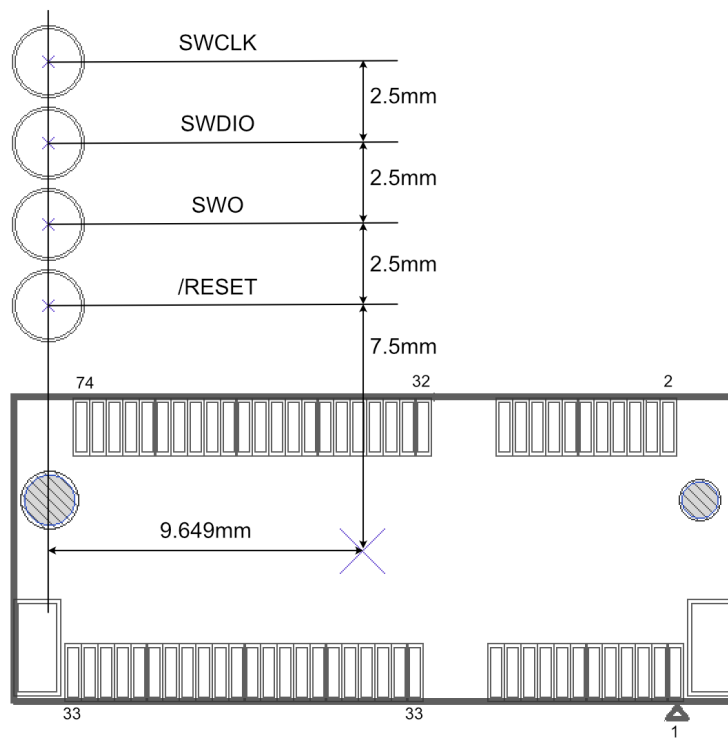 SWCLK
2.5mm
SWDIO
2.5mm
SWO
2.5mm
/RESET
7.5mm
74 32 2
9.649mm
33 33
1